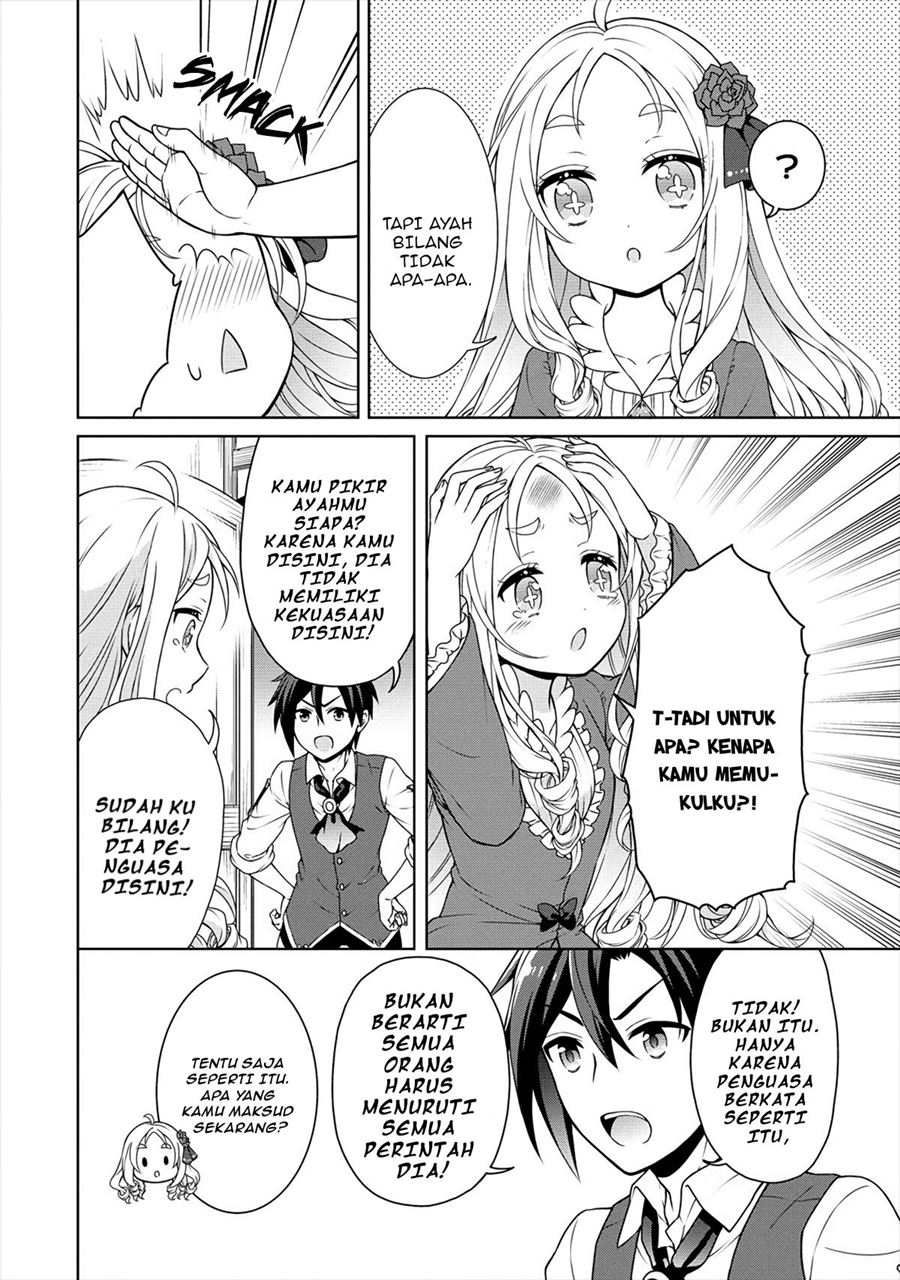 ?
TAPI AYAH
BILANG
TIDAK
APA-APA.
SMACK
T-TADI UNTUK
APA? KENAPA
KAMU MEMU-
KULKU?!
KAMU PIKIR
AYAHMU
SIAPA?
KARENA KAMU
DISINI, DIA
TIDAK
MEMILIKI
KEKUASAAN
DISINI!
SUDAH KU
BILANG!
DIA PE-
NGUASA
DISINI!
TIDAK!
BUKAN ITU.
HANYA
KARENA
PENGUASA
BERKATA
SEPERTI
ITU,
BUKAN
BERARTI
SEMUA
ORANG
HARUS
MENURUTI
SEMUA
PERINTAH
DIA!
TENTU SAJA
SEPERTI ITU.
APA YANG
KAMU MAKSUD
SEKARANG?